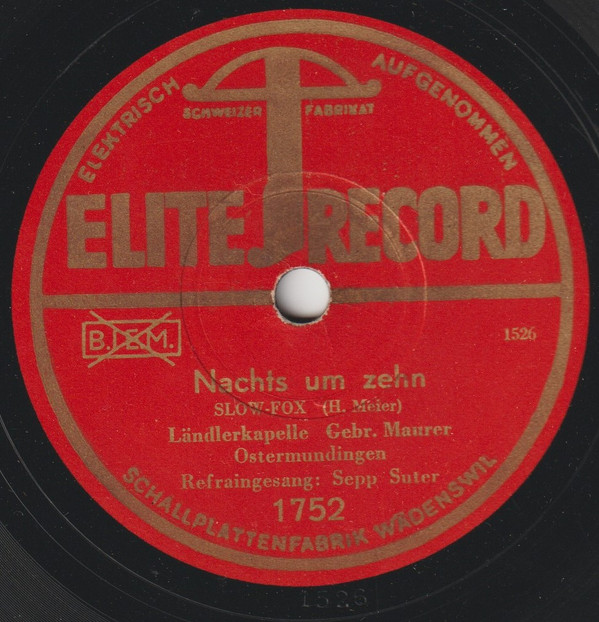 ELEKTRISCH AUFGENOMMEN
SCHWEIZER FABRIKAT
ELITE RECORD
B.I.E.M.
1526
Nachts um zehn
SLOW-FOX (H. Meier)
Ländlerkapelle Gebr. Maurer
Ostermundingen
Refraingesang: Sepp Suter
1752
SCHALLPLATTENFABRIK WÄDENSWIL
1526